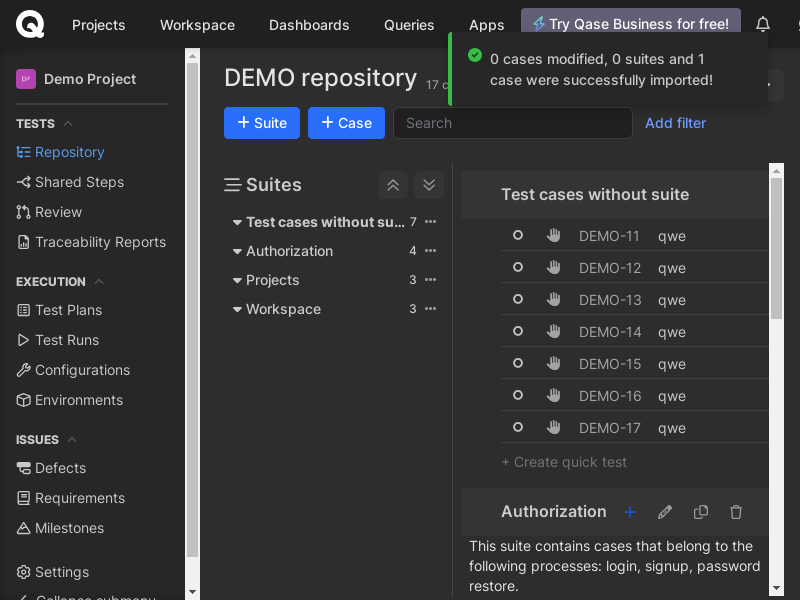 Projects
Workspace
Dashboards
Queries
Apps
Try Qase Business for free!
0 cases modified, 0 suites and 1
case were successfully imported!
DP
Demo Project
TESTS
Repository
Shared Steps
Review
Traceability Reports
EXECUTION
Test Plans
Test Runs
Configurations
Environments
ISSUES
Defects
Requirements
Milestones
Settings
Collapse submenu
DEMO repository
17 c
+ Suite
+ Case
Search
Add filter
Suites
Test cases without su... 7
Authorization 4
Projects 3
Workspace 3
Test cases without suite
DEMO-11 qwe
DEMO-12 qwe
DEMO-13 qwe
DEMO-14 qwe
DEMO-15 qwe
DEMO-16 qwe
DEMO-17 qwe
+ Create quick test
Authorization
This suite contains cases that belong to the
following processes: login, signup, password
restore.